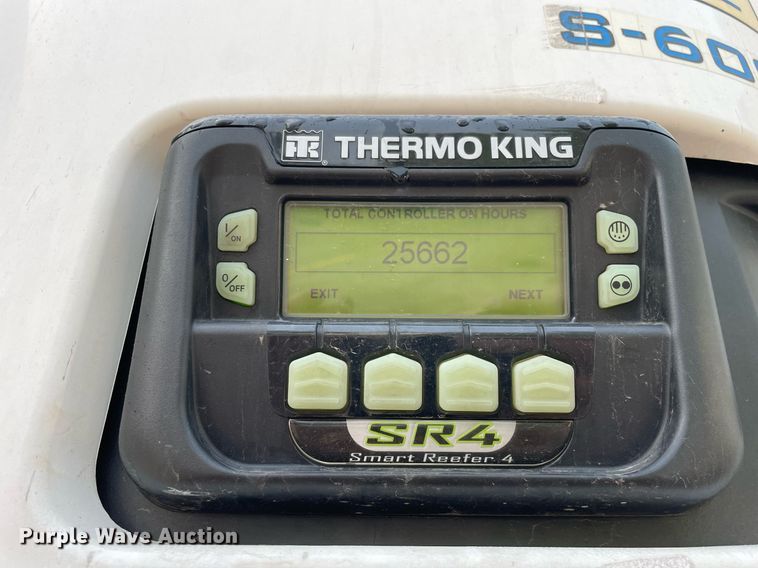 S-60
TK
THERMO KING
TOTAL CONTROLLER ON HOURS
25662
EXIT NEXT
I/ON
O/OFF
SR4
Smart Reefer 4
Purple Wave Auction